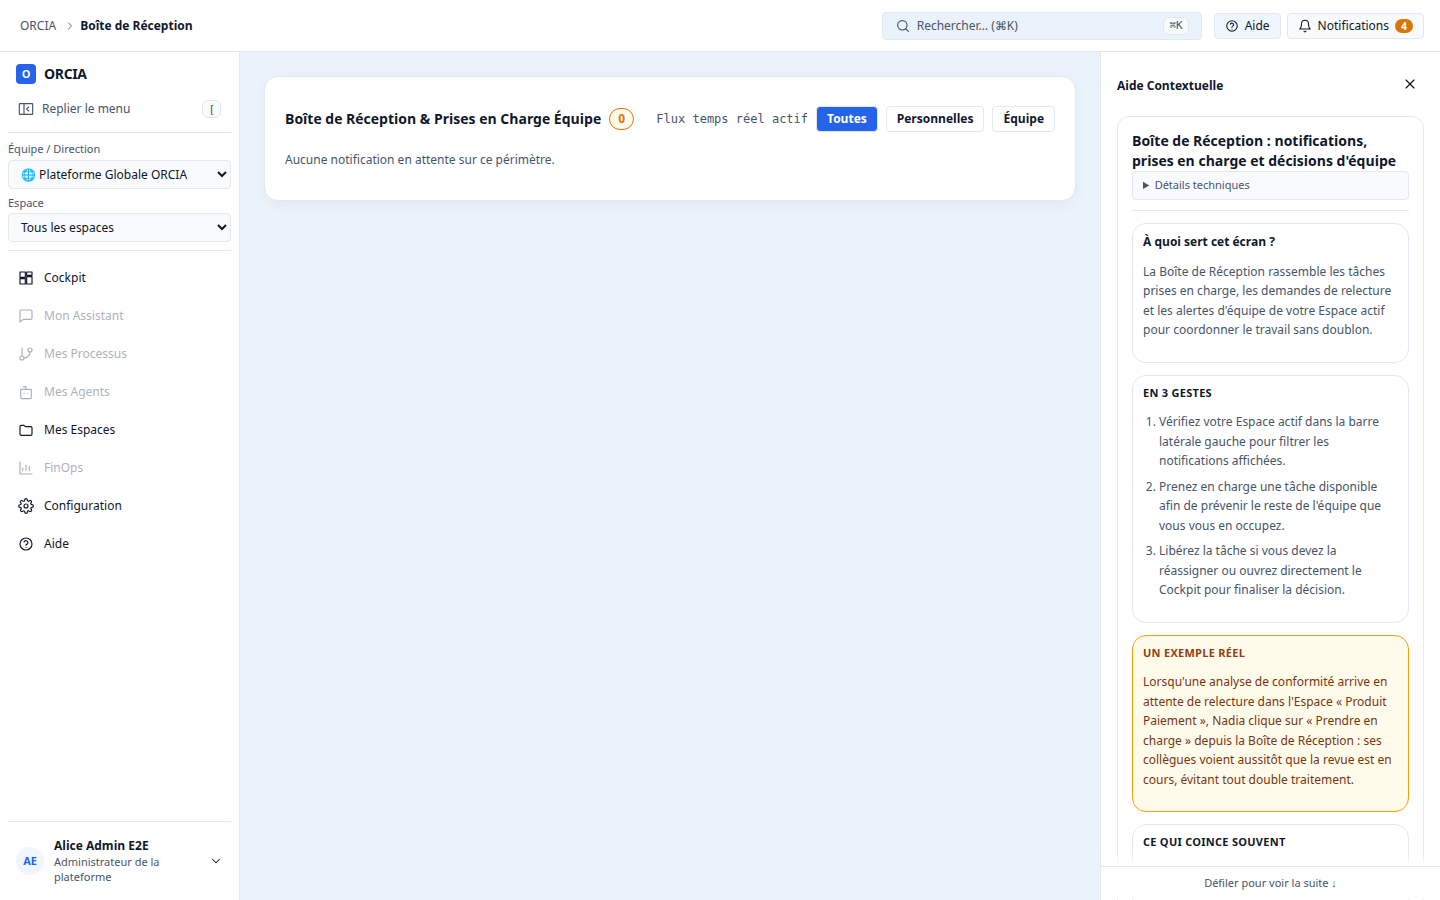 ORCIA > Boîte de Réception
Rechercher... (⌘K) ⌘K
Aide
Notifications 4
O ORCIA
Replier le menu [
Équipe / Direction
🌐 Plateforme Globale ORCIA
Espace
Tous les espaces
Cockpit
Mon Assistant
Mes Processus
Mes Agents
Mes Espaces
FinOps
Configuration
Aide
AE
Alice Admin E2E
Administrateur de la
plateforme
Boîte de Réception & Prises en Charge Équipe 0
Flux temps réel actif
Toutes
Personnelles
Équipe
Aucune notification en attente sur ce périmètre.
Aide Contextuelle
Boîte de Réception : notifications,
prises en charge et décisions d'équipe
▶ Détails techniques
À quoi sert cet écran ?
La Boîte de Réception rassemble les tâches
prises en charge, les demandes de relecture
et les alertes d'équipe de votre Espace actif
pour coordonner le travail sans doublon.
EN 3 GESTES
1. Vérifiez votre Espace actif dans la barre
latérale gauche pour filtrer les
notifications affichées.
2. Prenez en charge une tâche disponible
afin de prévenir le reste de l'équipe que
vous vous en occupez.
3. Libérez la tâche si vous devez la
réassigner ou ouvrez directement le
Cockpit pour finaliser la décision.
UN EXEMPLE RÉEL
Lorsqu'une analyse de conformité arrive en
attente de relecture dans l'Espace « Produit
Paiement », Nadia clique sur « Prendre en
charge » depuis la Boîte de Réception : ses
collègues voient aussitôt que la revue est en
cours, évitant tout double traitement.
CE QUI COINCE SOUVENT
Défiler pour voir la suite ↓